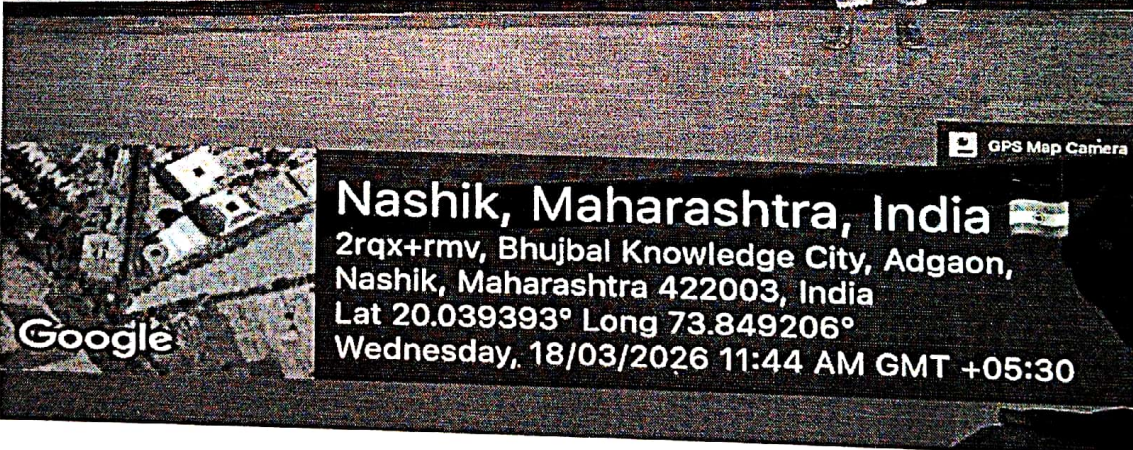 GPS Map Camera
Nashik, Maharashtra, India
2rqx+rmv, Bhujbal Knowledge City, Adgaon,
Nashik, Maharashtra 422003, India
Lat 20.039393° Long 73.849206°
Wednesday, 18/03/2026 11:44 AM GMT +05:30
Google